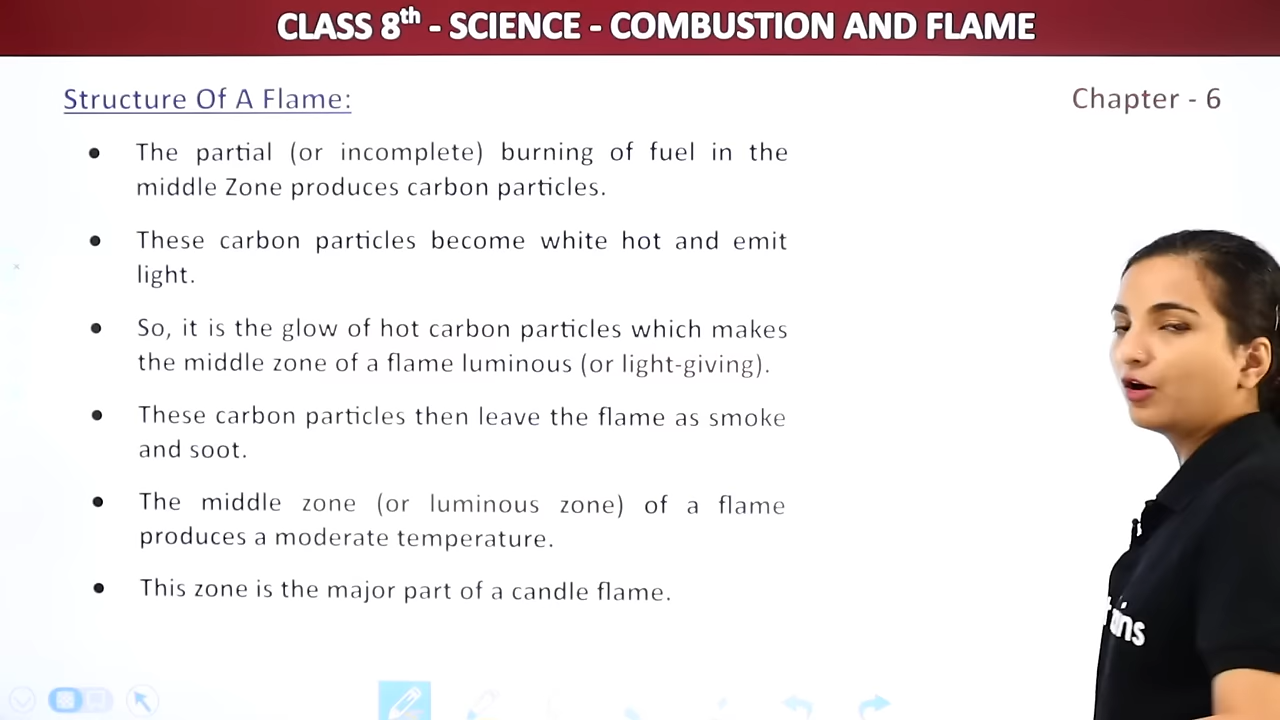 CLASS 8th - SCIENCE - COMBUSTION AND FLAME
Structure Of A Flame:
Chapter - 6
• The partial (or incomplete) burning of fuel in the
middle Zone produces carbon particles.
• These carbon particles become white hot and emit
light.
• So, it is the glow of hot carbon particles which makes
the middle zone of a flame luminous (or light-giving).
• These carbon particles then leave the flame as smoke
and soot.
• The middle zone (or luminous zone) of a flame
produces a moderate temperature.
• This zone is the major part of a candle flame.